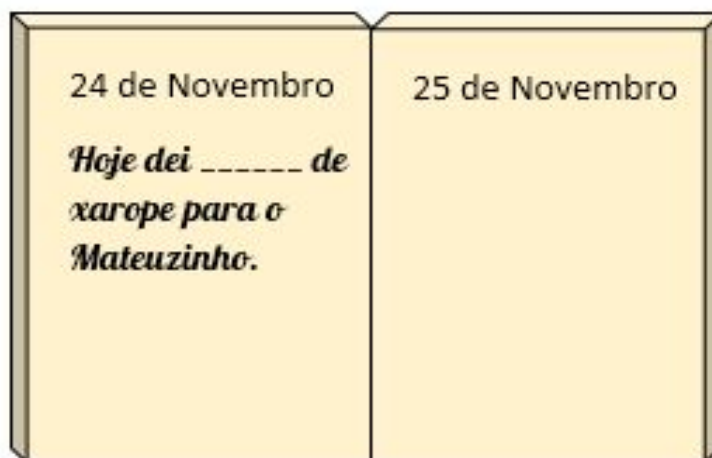 24 de Novembro
Hoje dei ______ de
xarope para o
Mateuzinho.
25 de Novembro